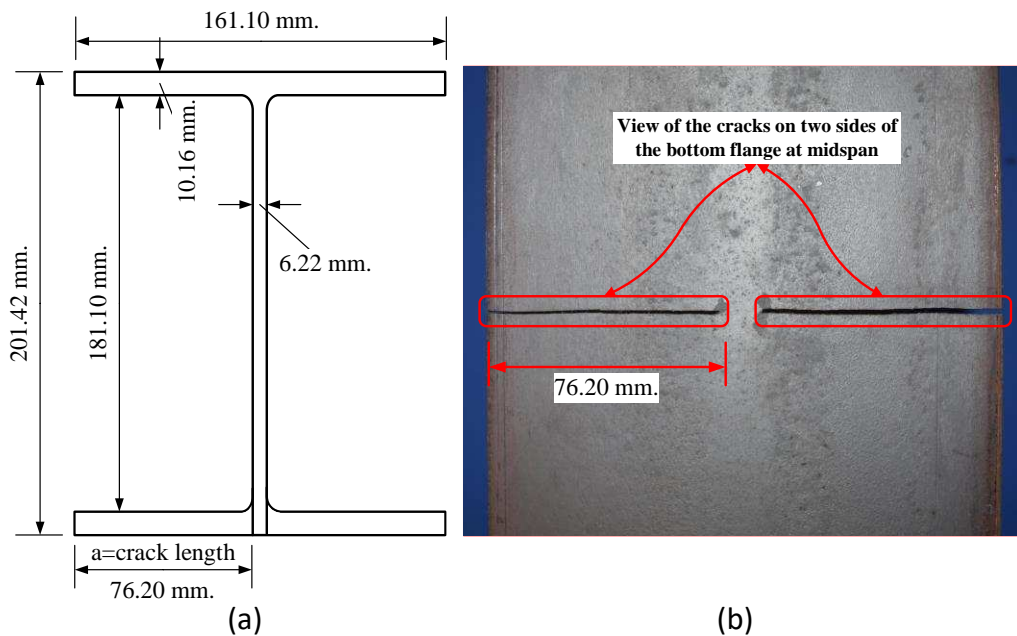 161.10 mm.
201.42 mm.
10.16 mm.
181.10 mm.
6.22 mm.
a=crack length
76.20 mm.
(a)
View of the cracks on two sides of
the bottom flange at midspan
76.20 mm.
(b)